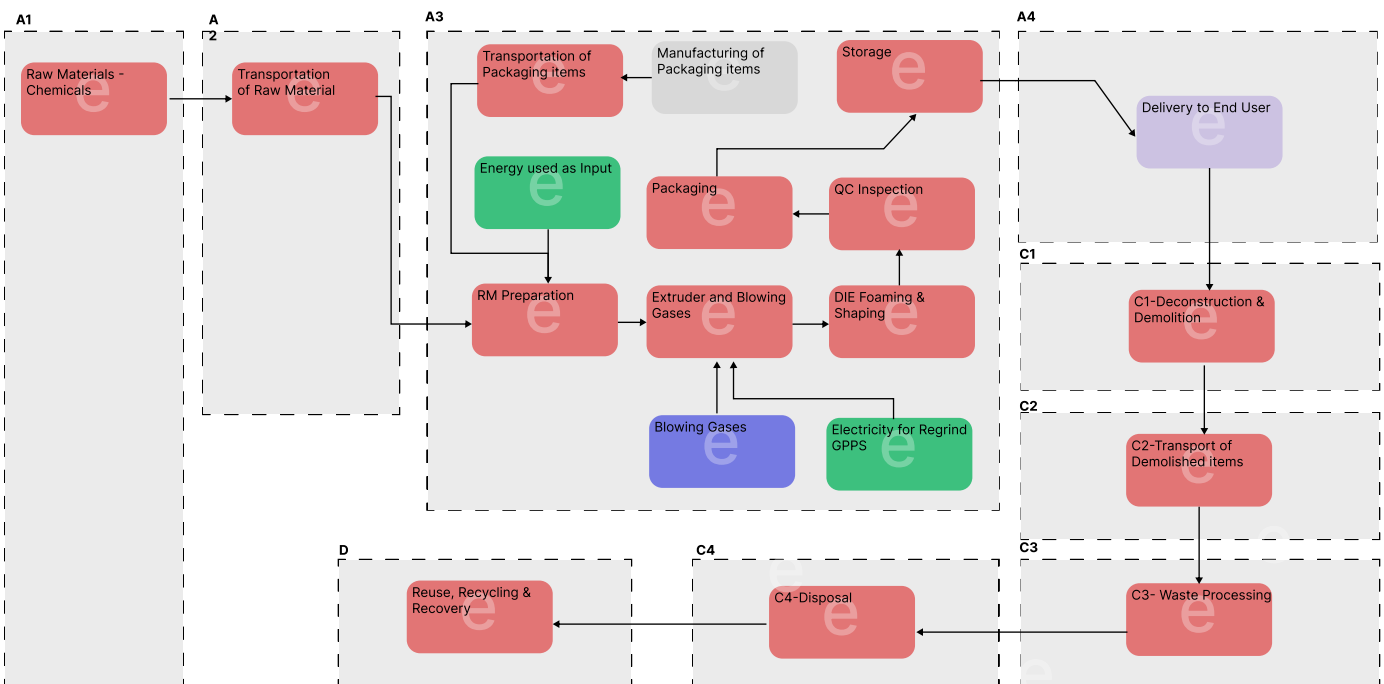 A1
Raw Materials -
Chemicals
A
2
Transportation
of Raw Material
A3
Transportation of
Packaging items
Manufacturing of
Packaging items
Storage
Energy used as Input
Packaging
QC Inspection
RM Preparation
Extruder and Blowing
Gases
DIE Foaming &
Shaping
Blowing Gases
Electricity for Regrind
GPPS
A4
Delivery to End User
C1
C1-Deconstruction &
Demolition
C2
C2-Transport of
Demolished items
C3
C3- Waste Processing
C4
C4-Disposal
D
Reuse, Recycling &
Recovery